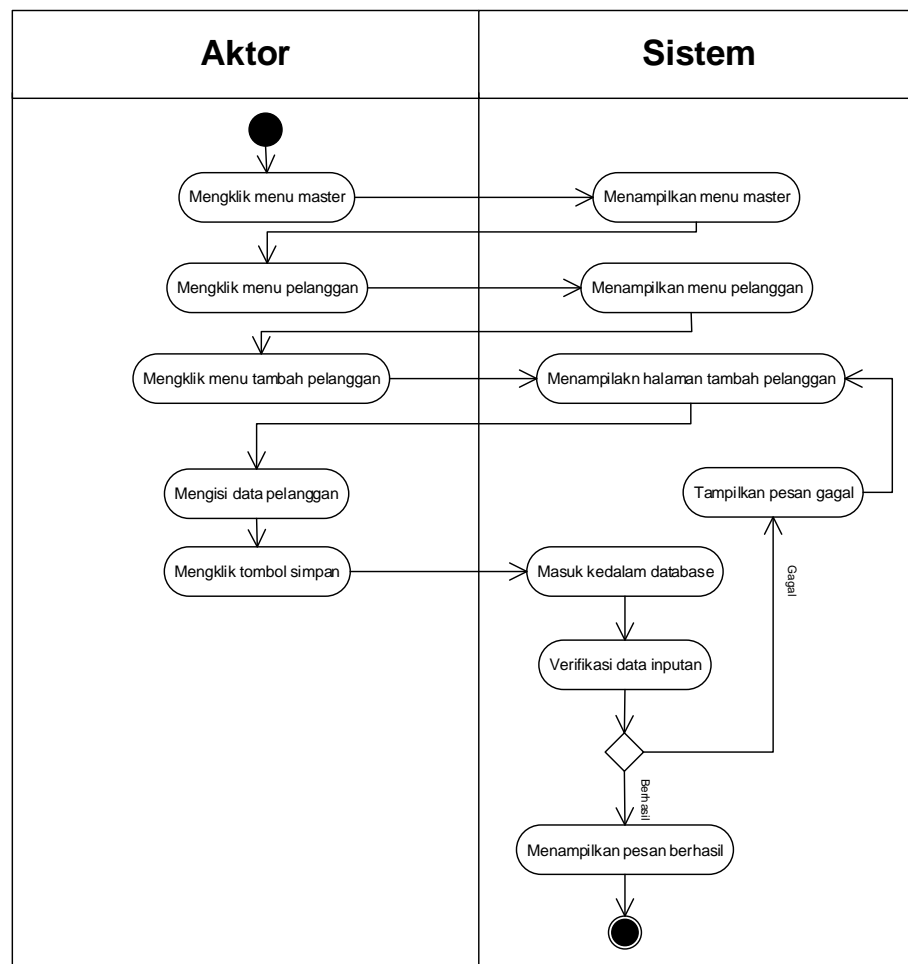 Aktor
Sistem
Mengklik menu master
Menampilkan menu master
Mengklik menu pelanggan
Menampilkan menu pelanggan
Mengklik menu tambah pelanggan
Menampilakn halaman tambah pelanggan
Mengisi data pelanggan
Tampilkan pesan gagal
Mengklik tombol simpan
Masuk kedalam database
Gagal
Verifikasi data inputan
Berhasil
Menampilkan pesan berhasil